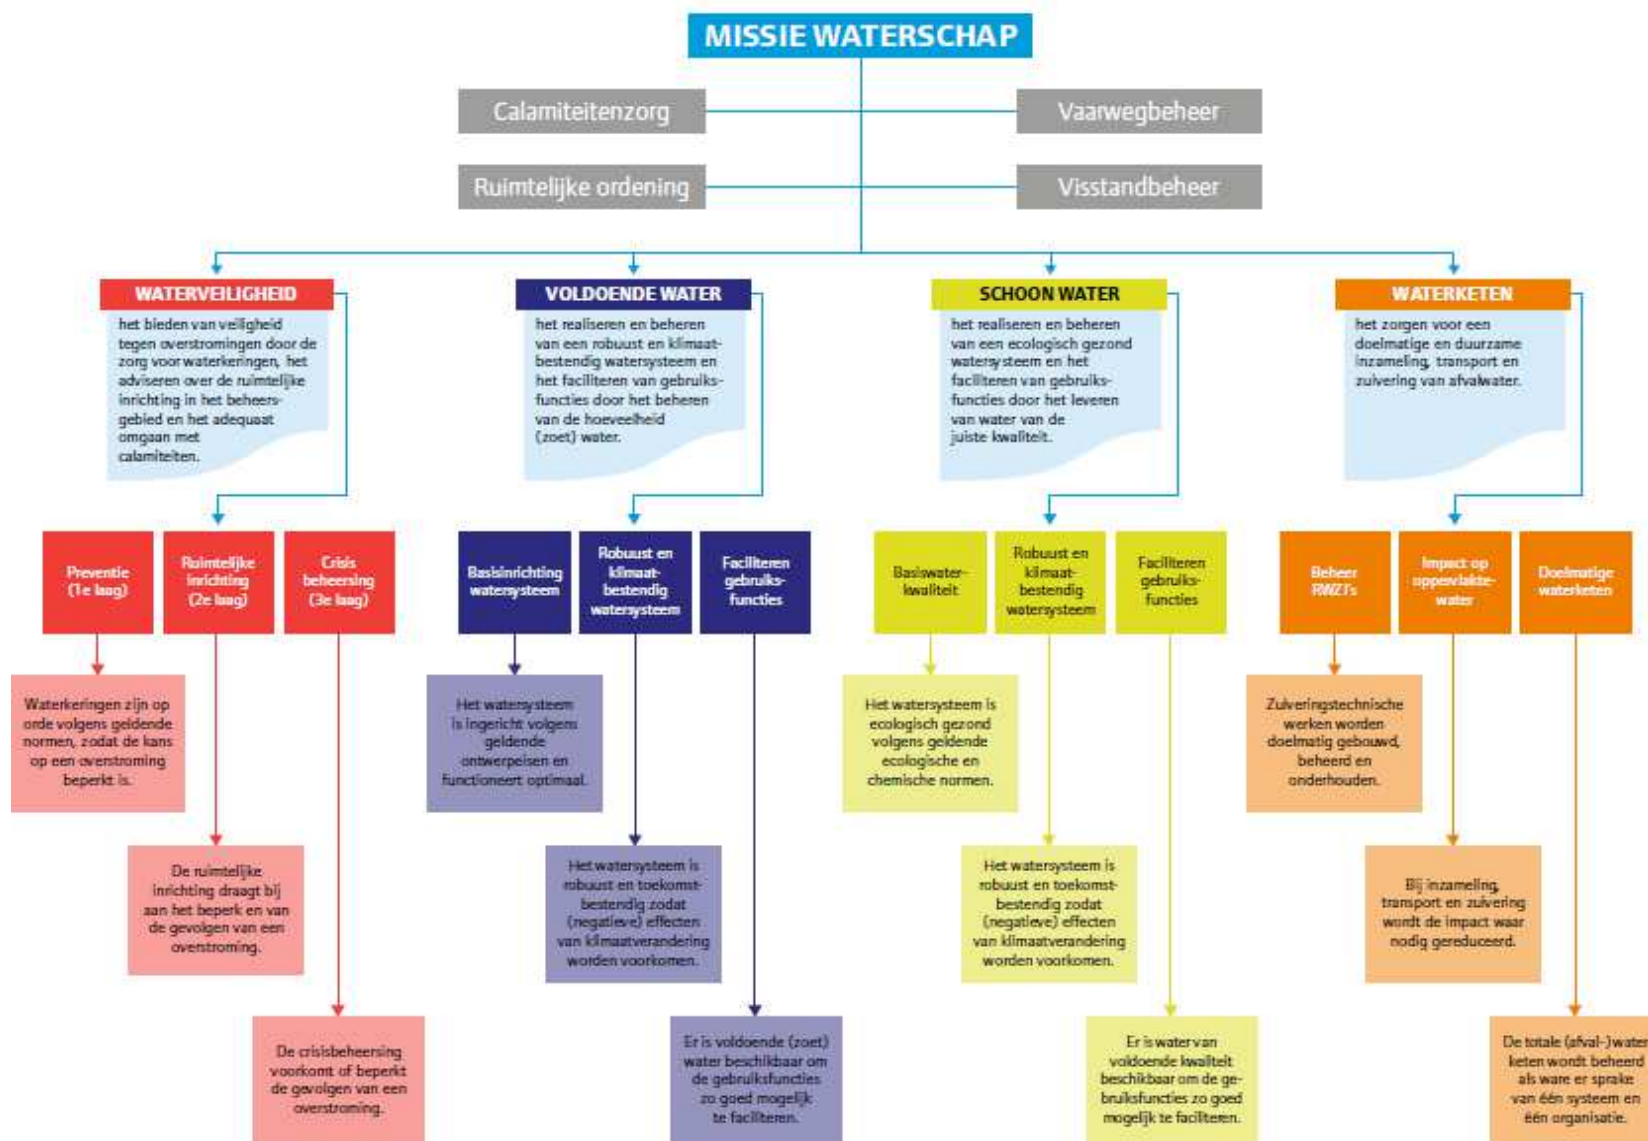 MISSIE WATERSCHAP
Calamiteitenzorg
Vaarwegbeheer
Ruimtelijke ordening
Visstandbeheer
WATERVEILIGHEID
het bieden van veiligheid
tegen overstromingen door de
zorg voor waterkeringen, het
adviseren over de ruimtelijke
inrichting in het beheers-
gebied en het adequaat
omgaan met
calamiteiten.
VOLDOENDE WATER
het realiseren en beheren
van een robuust en klimaat-
bestendig watersysteem en
het faciliteren van gebruiks-
functies door het beheren
van de hoeveelheid
(zoet) water.
SCHOON WATER
het realiseren en beheren
van een ecologisch gezond
watersysteem en het
faciliteren van gebruiks-
functies door het leveren
van water van de
juiste kwaliteit.
WATERKETEN
het zorgen voor een
doelmatige en duurzame
inzameling, transport en
zuivering van afvalwater.
Preventie
(1e laag)
Ruimtelijke
inrichting
(2e laag)
Crisis
beheersing
(3e laag)
Basisinrichting
watersysteem
Robuust en
klimaat-
bestendig
watersysteem
Faciliteren
gebruiks-
functies
Basiswater-
kwaliteit
Robuust en
klimaat-
bestendig
watersysteem
Faciliteren
gebruiks-
functies
Beheer
RWZI's
Impact op
oppervlakte-
water
Doelmatige
waterketen
Waterkeringen zijn op
orde volgens geldende
normen, zodat de kans
op een overstroming
beperkt is.
Het watersysteem
is ingericht volgens
geldende
ontwerpeisen en
functioneert optimaal.
Het watersysteem is
ecologisch gezond
volgens geldende
ecologische en
chemische normen.
Zuiveringstechnische
werken worden
doelmatig gebouwd,
beheerd en
onderhouden.
De ruimtelijke
inrichting draagt bij
aan het beperk en van
de gevolgen van een
overstroming.
Het watersysteem is
robuust en toekomst-
bestendig zodat
(negatieve) effecten
van klimaatverandering
worden voorkomen.
Het watersysteem is
robuust en toekomst-
bestendig zodat
(negatieve) effecten
van klimaatverandering
worden voorkomen.
Bij inzameling,
transport en zuivering
wordt de impact waar
nodig gereduceerd.
De crisisbeheersing
voorkomt of beperkt
de gevolgen van een
overstroming.
Er is voldoende (zoet)
water beschikbaar om
de gebruiksfuncties
zo goed mogelijk
te faciliteren.
Er is water van
voldoende kwaliteit
beschikbaar om de ge-
bruiksfuncties zo goed
mogelijk te faciliteren.
De totale (afval-)water
keten wordt beheerd
als ware er sprake
van één systeem en
één organisatie.